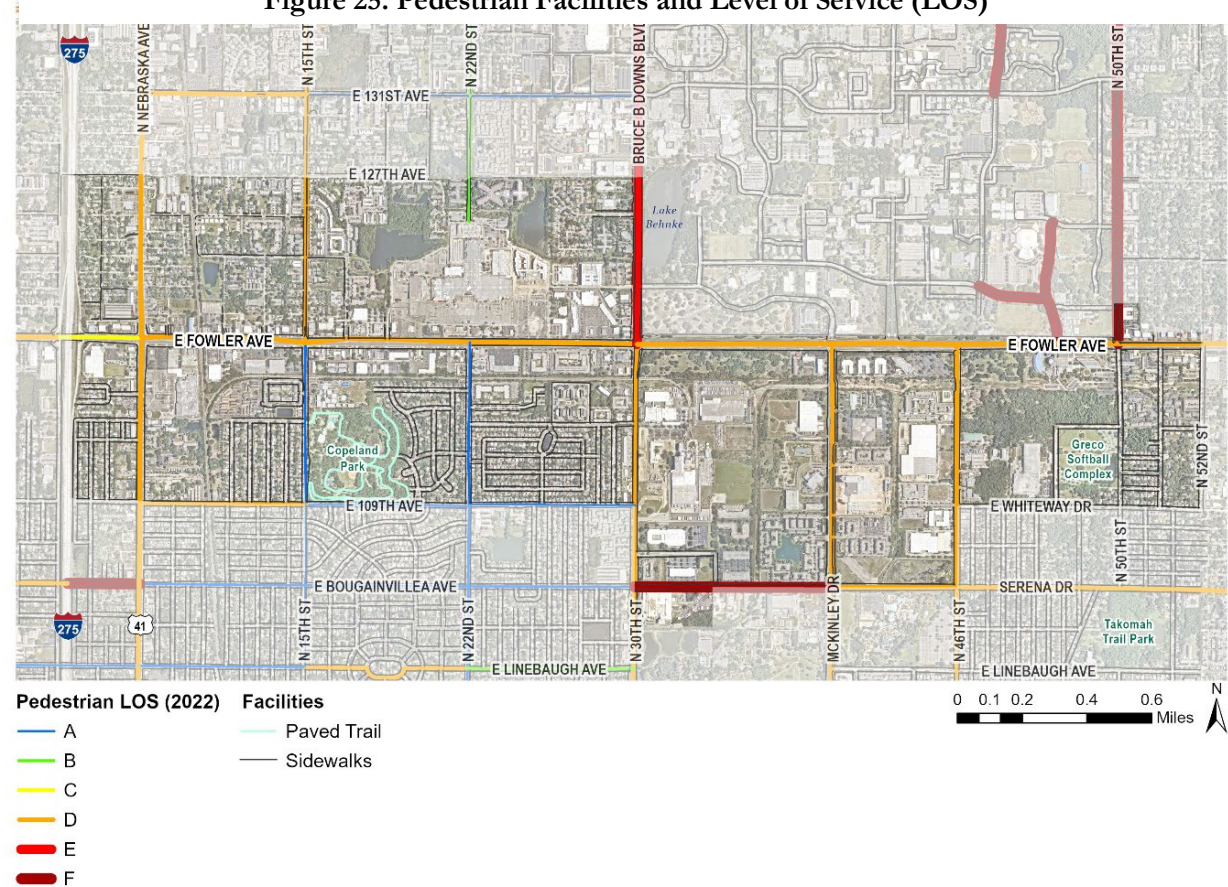 Figure 25. Pedestrian Facilities and Level of Service (LOS)
275
N NEBRASKA AVE
N 15TH ST
N 22ND ST
BRUCE B DOWNS BLVD
N 50TH ST
E 131ST AVE
E 127TH AVE
Lake
Behnke
E FOWLER AVE
E FOWLER AVE
Copeland
Park
Greco
Softball
Complex
N 52ND ST
E 109TH AVE
E WHITEWAY DR
N 50TH ST
E BOUGAINVILLEA AVE
SERENA DR
275
41
N 15TH ST
N 22ND ST
N 30TH ST
MCKINLEY DR
N 46TH ST
Takomah
Trail Park
E LINEBAUGH AVE
E LINEBAUGH AVE
Pedestrian LOS (2022)
A
B
C
D
E
F
Facilities
Paved Trail
Sidewalks
0 0.1 0.2 0.4 0.6
Miles
N